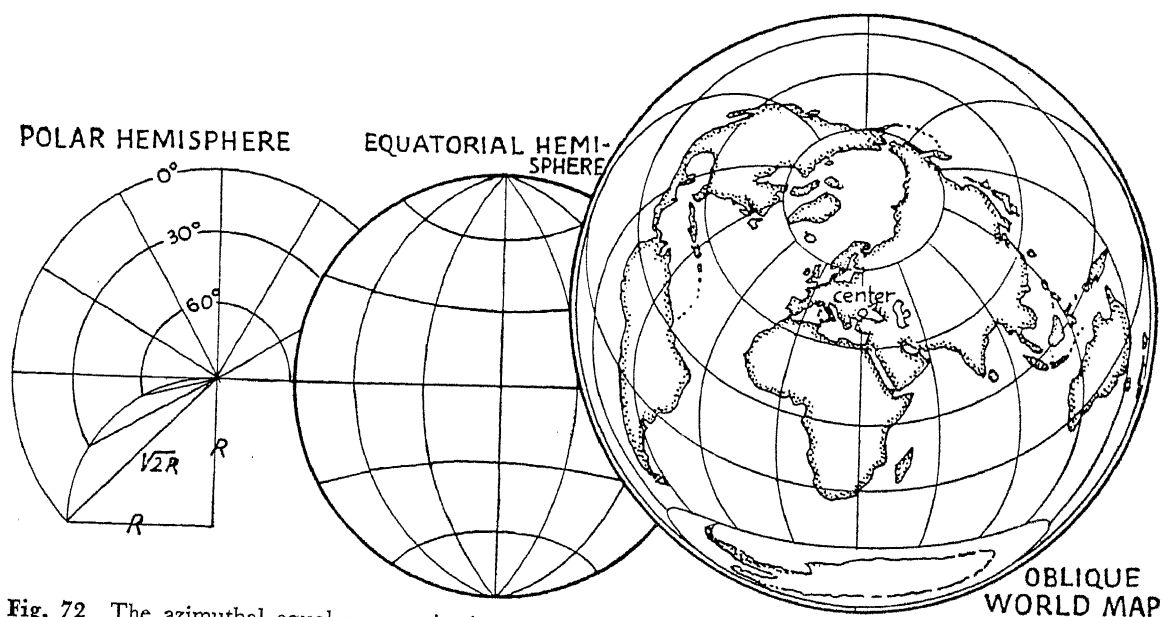 POLAR HEMISPHERE
0°
30°
60°
√2R
R
R
EQUATORIAL HEMI-
SPHERE
center
OBLIQUE
WORLD MAP
Fig. 72 The azimuthal equal